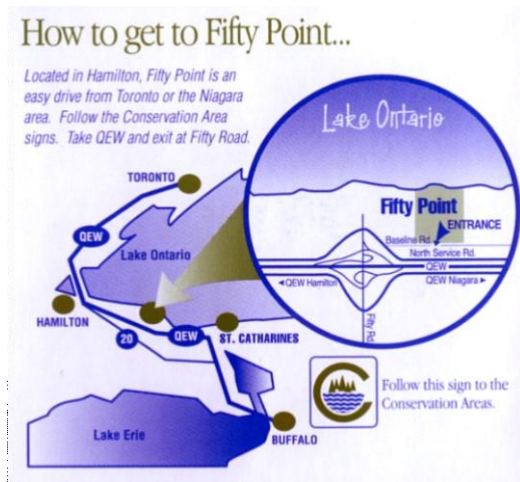 How to get to Fifty Point...
Located in Hamilton, Fifty Point is an
easy drive from Toronto or the Niagara
area. Follow the Conservation Area
signs. Take QEW and exit at Fifty Road.
Lake Ontario
TORONTO
QEW
Lake Ontario
Fifty Point
ENTRANCE
Baseline Rd.
North Service Rd.
QEW
◄QEW Hamilton
QEW Niagara►
Fifty Rd.
HAMILTON
20
QEW
ST. CATHARINES
Follow this sign to the
Conservation Areas.
Lake Erie
BUFFALO